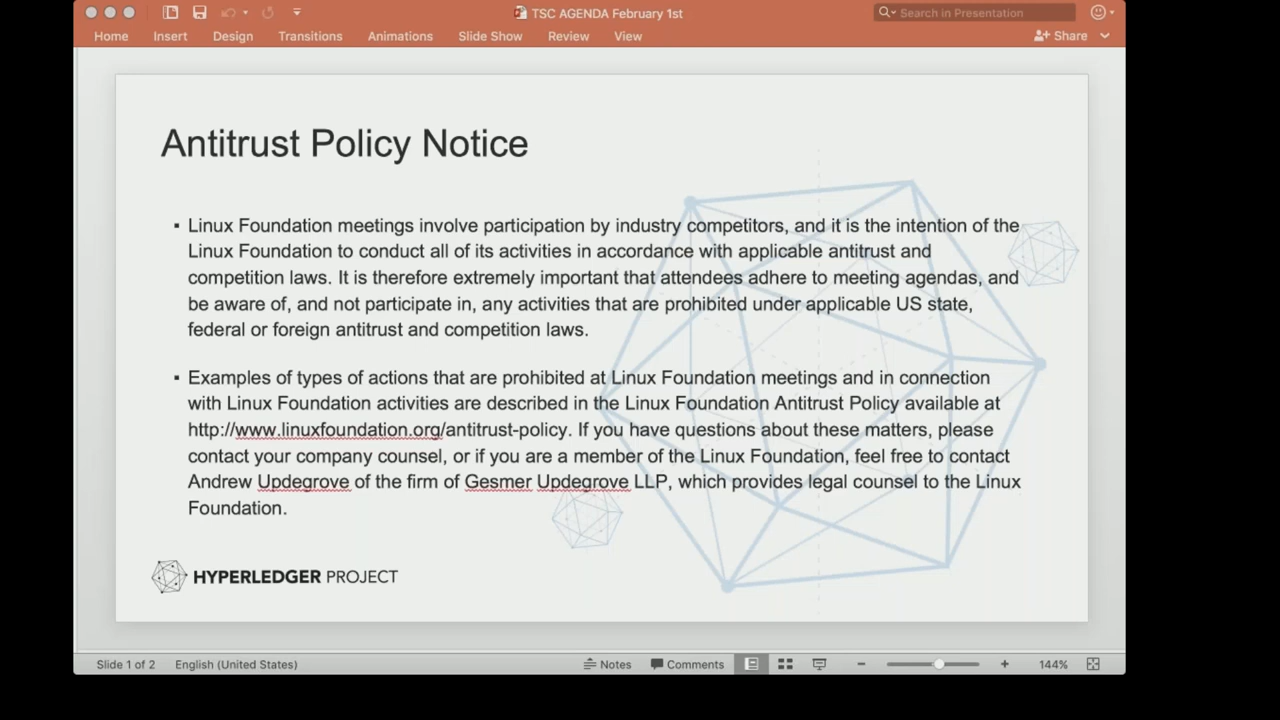 TSC AGENDA February 1st
Search in Presentation
Home Insert Design Transitions Animations Slide Show Review View Share
Antitrust Policy Notice
▪ Linux Foundation meetings involve participation by industry competitors, and it is the intention of the
Linux Foundation to conduct all of its activities in accordance with applicable antitrust and
competition laws. It is therefore extremely important that attendees adhere to meeting agendas, and
be aware of, and not participate in, any activities that are prohibited under applicable US state,
federal or foreign antitrust and competition laws.
▪ Examples of types of actions that are prohibited at Linux Foundation meetings and in connection
with Linux Foundation activities are described in the Linux Foundation Antitrust Policy available at
http://www.linuxfoundation.org/antitrust-policy. If you have questions about these matters, please
contact your company counsel, or if you are a member of the Linux Foundation, feel free to contact
Andrew Updegrove of the firm of Gesmer Updegrove LLP, which provides legal counsel to the Linux
Foundation.
HYPERLEDGER PROJECT
Slide 1 of 2 English (United States) Notes Comments 144%